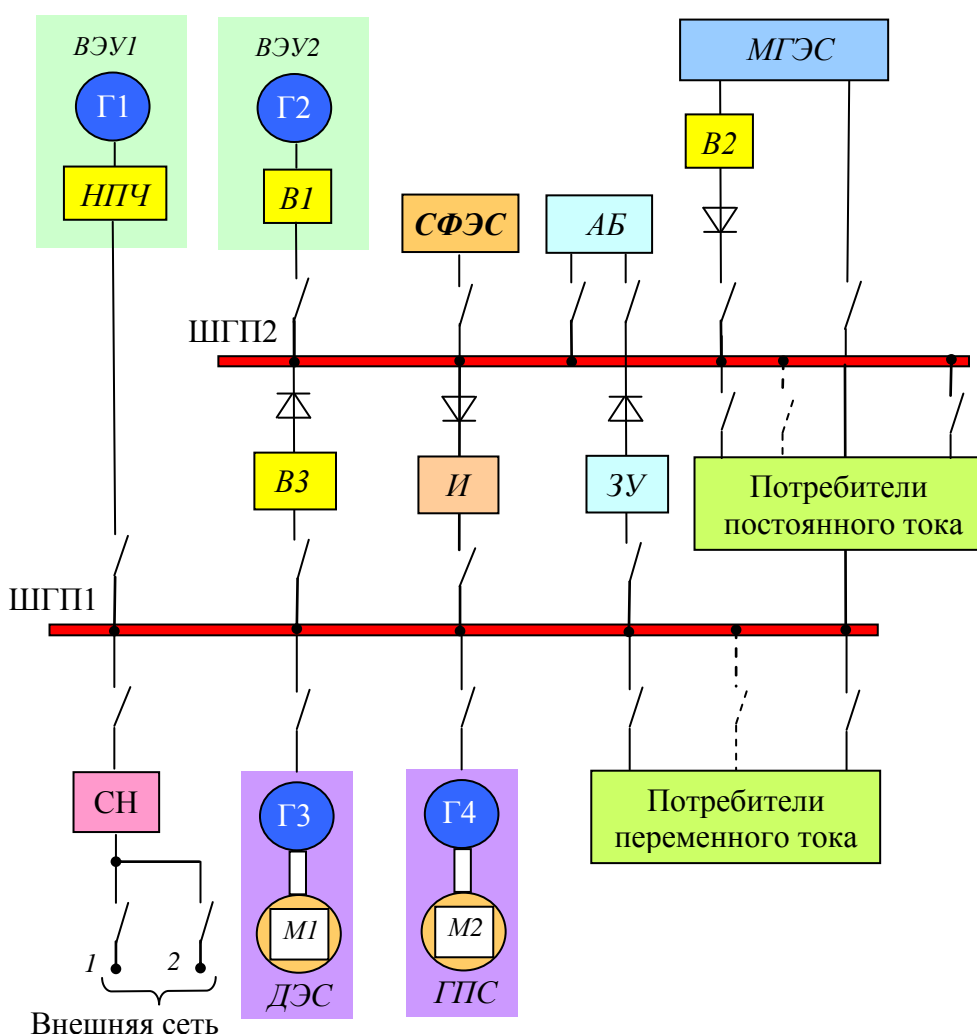 ВЭУ1
ВЭУ2
МГЭС
Г1
Г2
В2
НПЧ
В1
СФЭС
АБ
ШГП2
В3
И
ЗУ
Потребители
постоянного тока
ШГП1
СН
Г3
Г4
Потребители
переменного тока
М1
М2
1
2
ДЭС
ГПС
Внешняя сеть